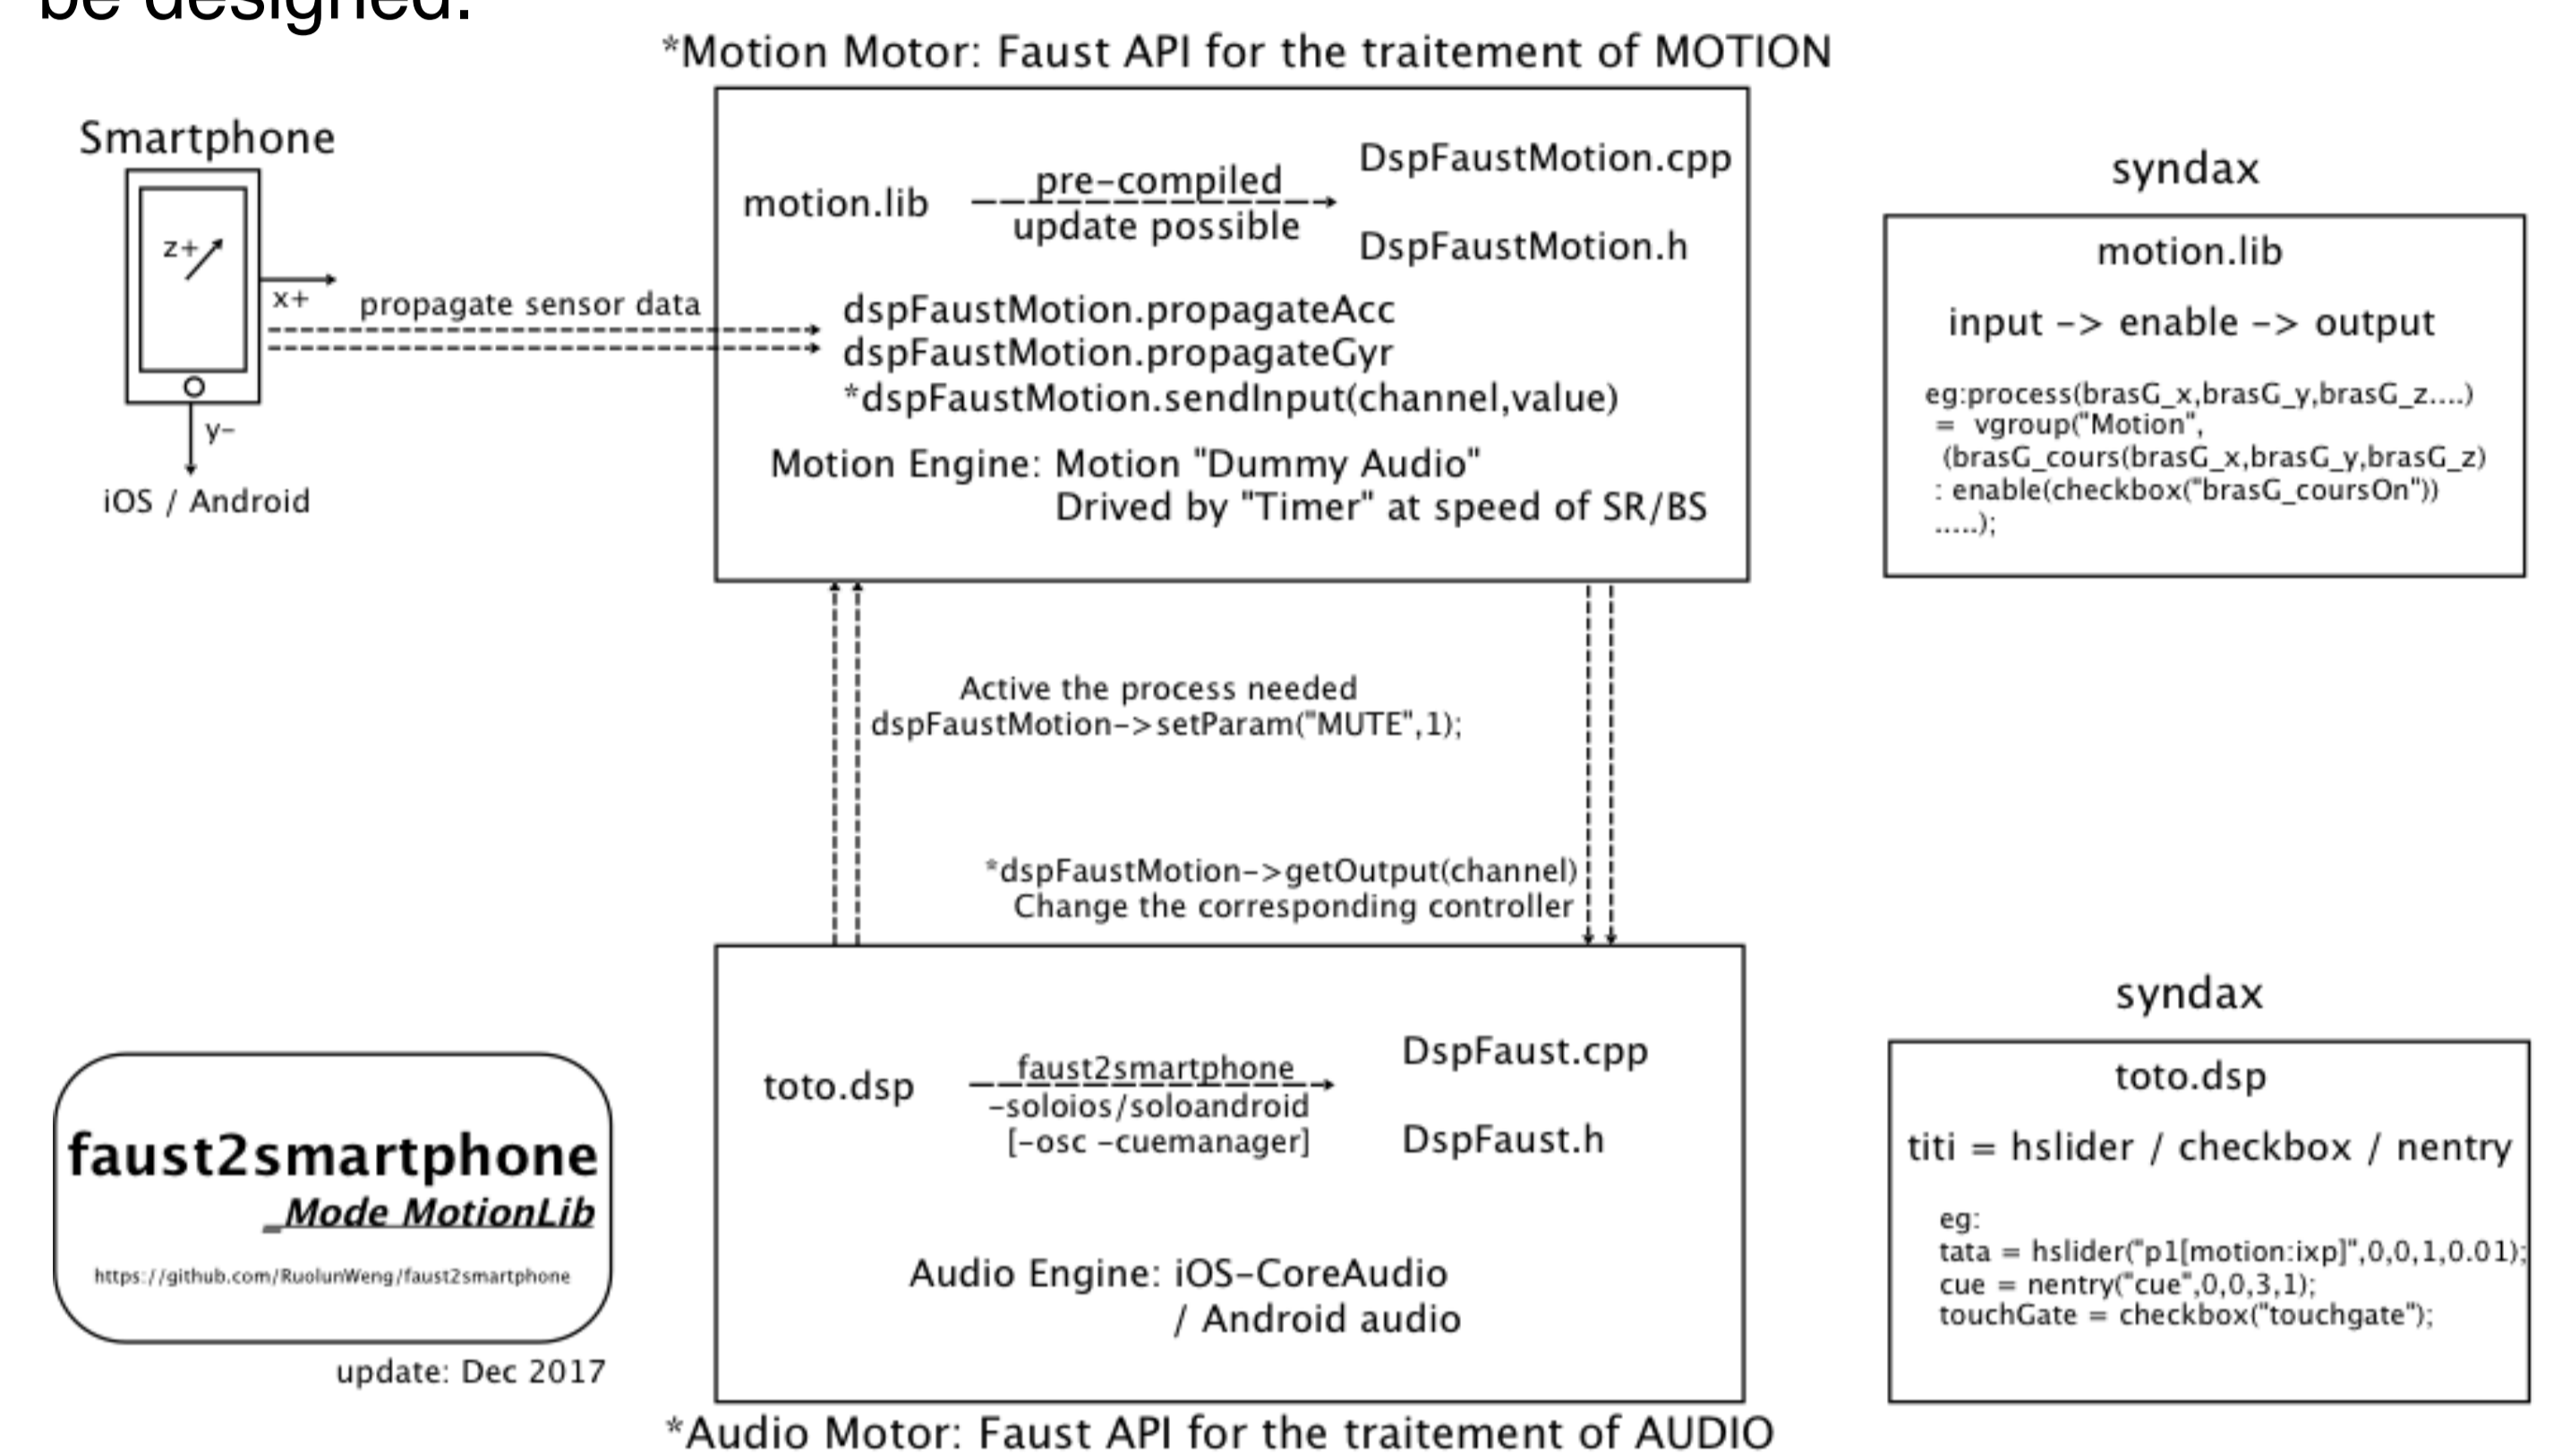 be designed.
*Motion Motor: Faust API for the traitement of MOTION
Smartphone
z+
x+
y-
iOS / Android
propagate sensor data
motion.lib
pre-compiled
update possible
DspFaustMotion.cpp
DspFaustMotion.h
dspFaustMotion.propagateAcc
dspFaustMotion.propagateGyr
*dspFaustMotion.sendInput(channel,value)
Motion Engine: Motion "Dummy Audio"
Drived by "Timer" at speed of SR/BS
syndax
motion.lib
input -> enable -> output
eg:process(brasG_x,brasG_y,brasG_z....)
= vgroup("Motion",
(brasG_cours(brasG_x,brasG_y,brasG_z)
: enable(checkbox("brasG_coursOn"))
.....);
Active the process needed
dspFaustMotion->setParam("MUTE",1);
*dspFaustMotion->getOutput(channel)
Change the corresponding controller
toto.dsp
faust2smartphone
-soloios/soloandroid
[-osc -cuemanager]
DspFaust.cpp
DspFaust.h
Audio Engine: iOS-CoreAudio
/ Android audio
*Audio Motor: Faust API for the traitement of AUDIO
syndax
toto.dsp
titi = hslider / checkbox / nentry
eg:
tata = hslider("p1[motion:ixp]",0,0,1,0.01);
cue = nentry("cue",0,0,3,1);
touchGate = checkbox("touchgate");
faust2smartphone
_Mode MotionLib
https://github.com/RuolunWeng/faust2smartphone
update: Dec 2017